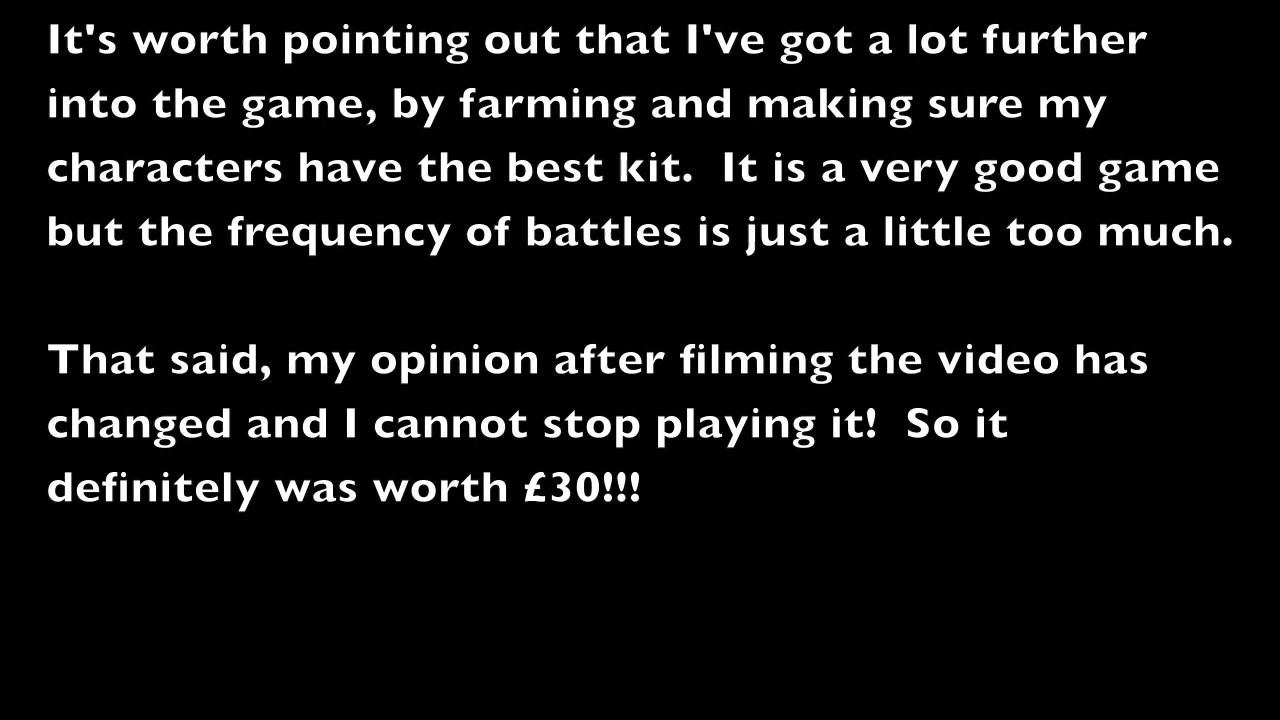 It's worth pointing out that I've got a lot further
into the game, by farming and making sure my
characters have the best kit.  It is a very good game
but the frequency of battles is just a little too much.
That said, my opinion after filming the video has
changed and I cannot stop playing it!  So it
definitely was worth £30!!!